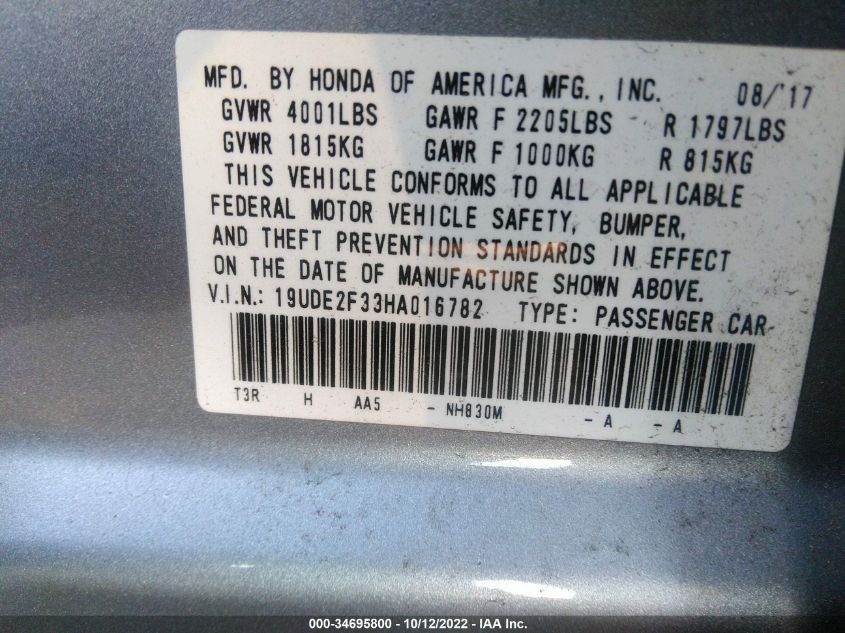 MFD. BY HONDA OF AMERICA MFG., INC. 08/'17
GVWR 4001LBS GAWR F 2205LBS R 1797LBS
GVWR 1815KG GAWR F 1000KG R 815KG
THIS VEHICLE CONFORMS TO ALL APPLICABLE
FEDERAL MOTOR VEHICLE SAFETY, BUMPER,
AND THEFT PREVENTION STANDARDS IN EFFECT
ON THE DATE OF MANUFACTURE SHOWN ABOVE.
V.I.N.: 19UDE2F33HA016782 TYPE: PASSENGER CAR
T3R H AA5 - NH830M - A - A
000-34695800 - 10/12/2022 - IAA Inc.